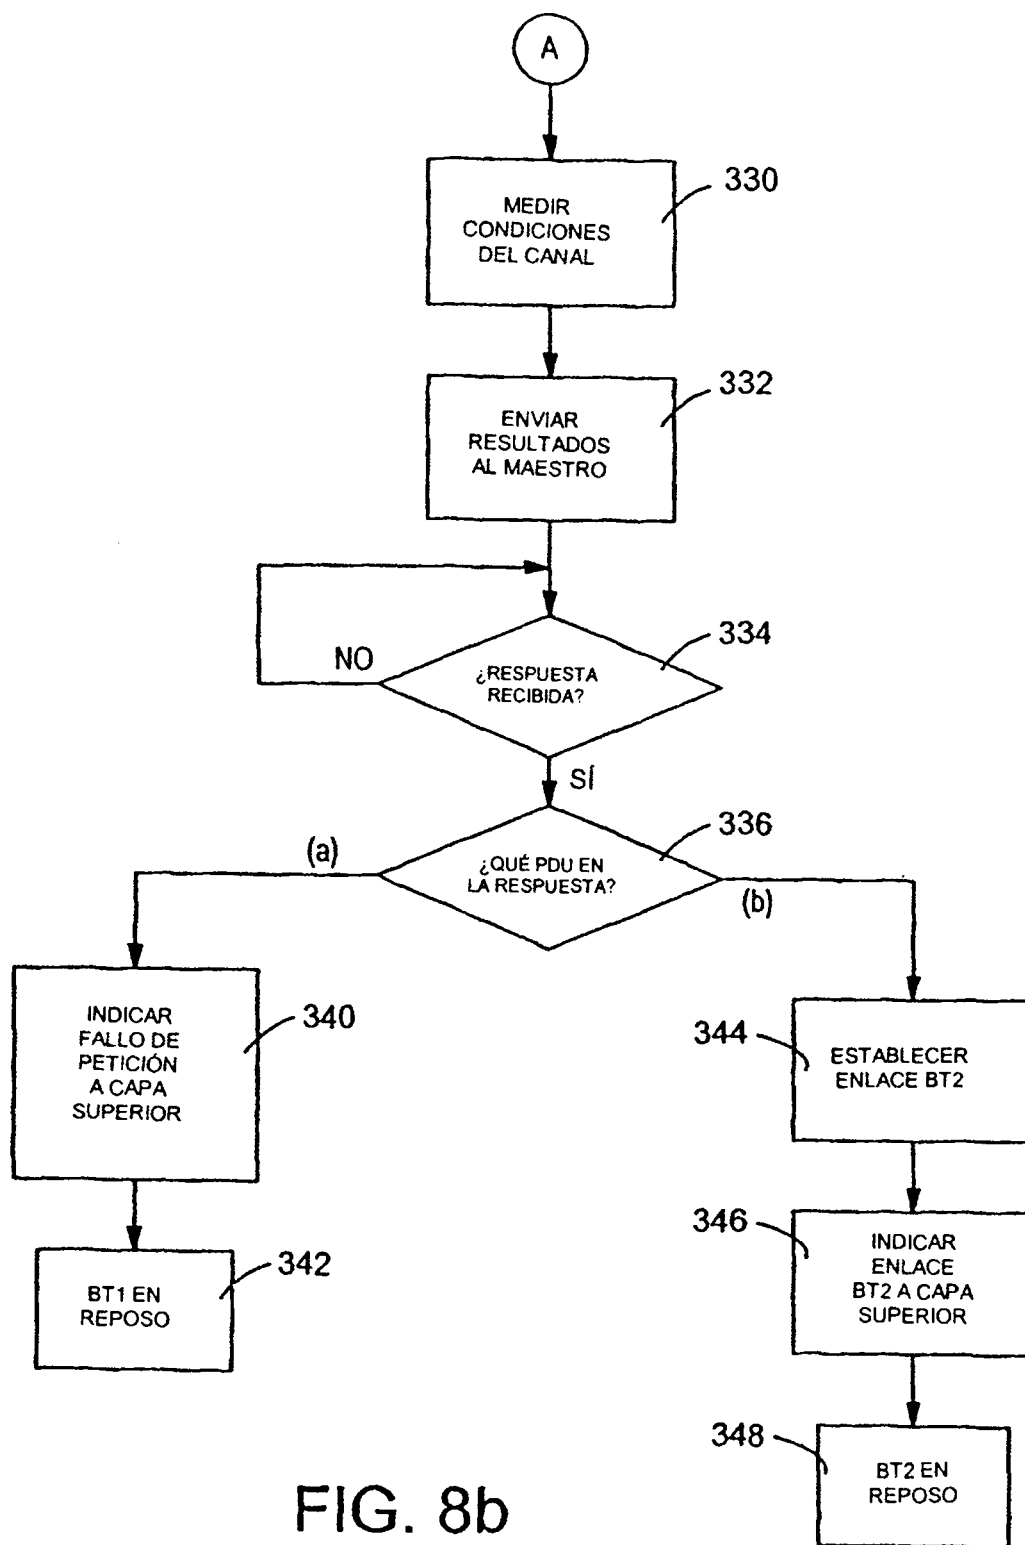 A
MEDIR
CONDICIONES
DEL CANAL
330
ENVIAR
RESULTADOS
AL MAESTRO
332
¿RESPUESTA
RECIBIDA?
334
NO
SÍ
¿QUÉ PDU EN
LA RESPUESTA?
336
(a)
(b)
INDICAR
FALLO DE
PETICIÓN
A CAPA
SUPERIOR
340
BT1 EN
REPOSO
342
344
ESTABLECER
ENLACE BT2
346
INDICAR
ENLACE
BT2 A CAPA
SUPERIOR
348
BT2 EN
REPOSO
FIG. 8b